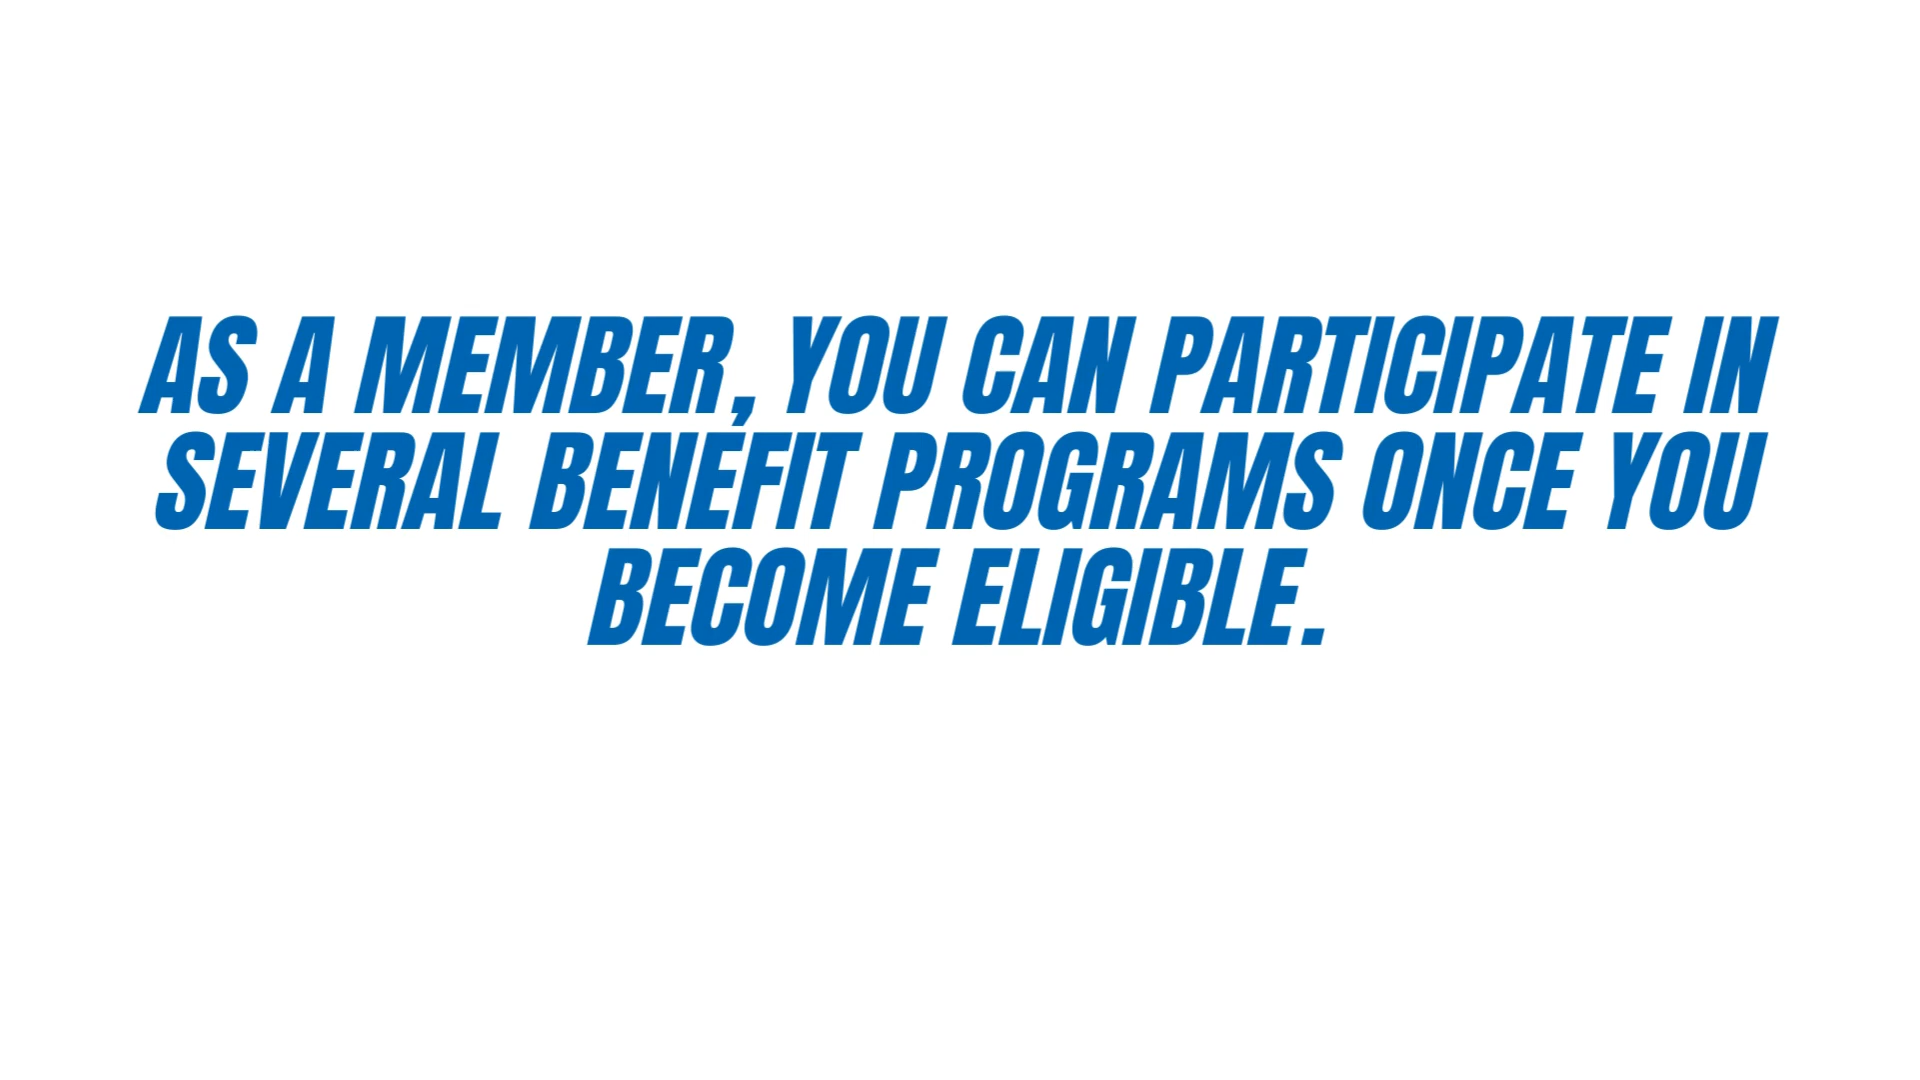 AS A MEMBER, YOU CAN PARTICIPATE IN
SEVERAL BENEFIT PROGRAMS ONCE YOU
BECOME ELIGIBLE.